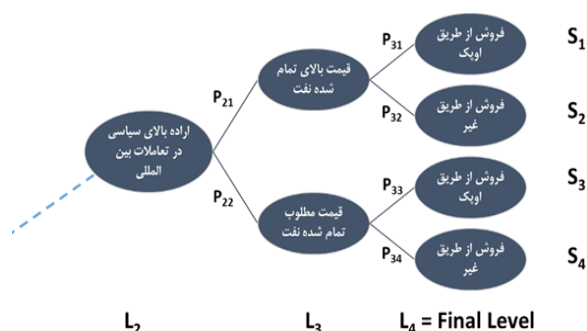 فروش از طریق
اوپک
S1
P31
قیمت بالای تمام
شده نفت
P32
فروش از طریق
غیر
S2
P21
اراده بالای سیاسی
در تعاملات بین
المللی
P22
فروش از طریق
اوپک
S3
P33
قیمت مطلوب
تمام شده نفت
P34
فروش از طریق
غیر
S4
L2
L3
L4 = Final Level